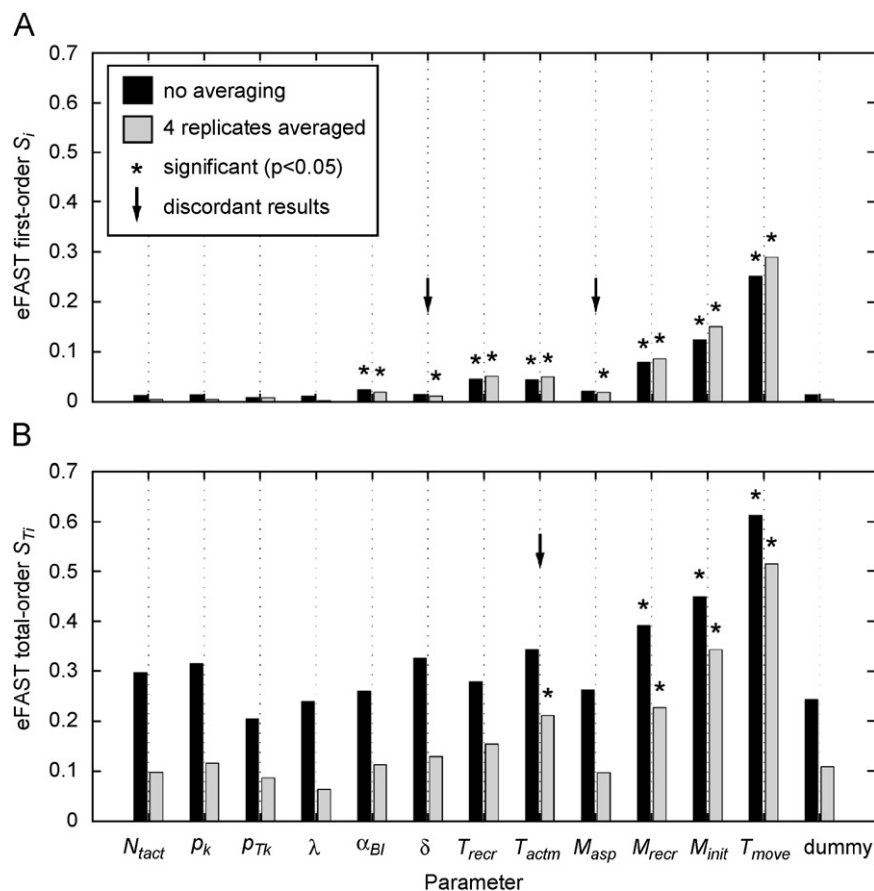 A
0.7
0.6
0.5
0.4
0.3
0.2
0.1
0
eFAST first-order Si
no averaging
4 replicates averaged
* significant (p<0.05)
discordant results
* * * * * * * * * * * * * *
B
0.7
0.6
0.5
0.4
0.3
0.2
0.1
0
eFAST total-order STi
* * * * * * *
Ntact pk pTk λ αBI δ Trecr Tactm Masp Mrecr Minit Tmove dummy
Parameter